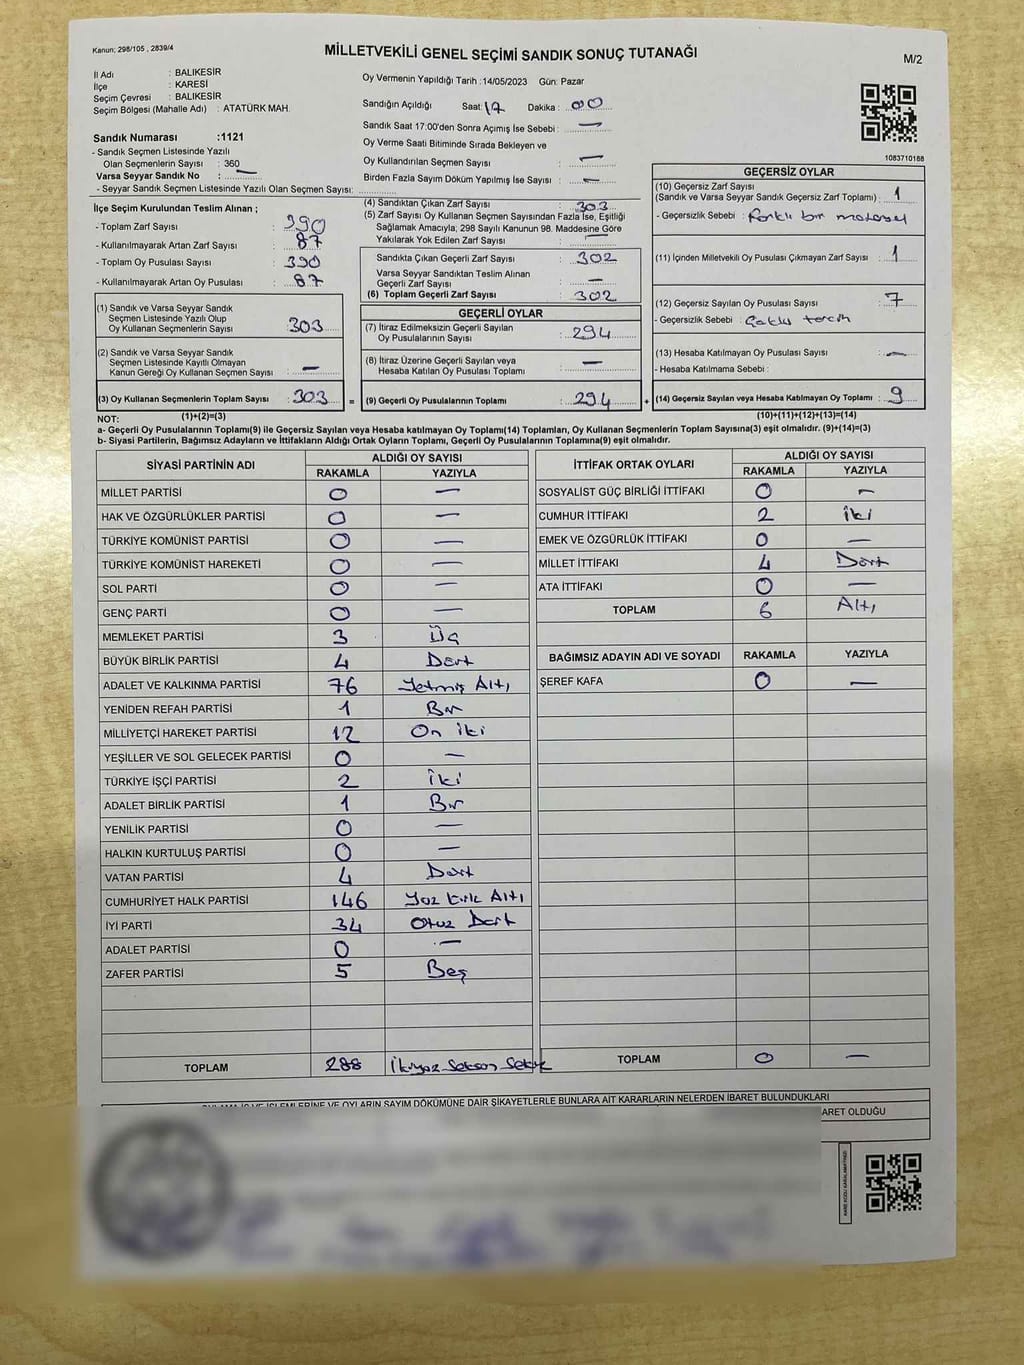 Kanun; 298/105 , 2839/4
MİLLETVEKİLİ GENEL SEÇİMİ SANDIK SONUÇ TUTANAĞI
M/2
İl Adı : BALIKESİR
İlçe : KARESİ
Seçim Çevresi : BALIKESİR
Seçim Bölgesi (Mahalle Adı) : ATATÜRK MAH.
Sandık Numarası :1121
- Sandık Seçmen Listesinde Yazılı
Olan Seçmenlerin Sayısı : 360
Varsa Seyyar Sandık No : —
- Seyyar Sandık Seçmen Listesinde Yazılı Olan Seçmen Sayısı:
Oy Vermenin Yapıldığı Tarih :14/05/2023 Gün: Pazar
Sandığın Açıldığı Saat: 17 Dakika : 00
Sandık Saat 17:00'den Sonra Açımış İse Sebebi : —
Oy Verme Saati Bitiminde Sırada Bekleyen ve
Oy Kullandırılan Seçmen Sayısı : —
Birden Fazla Sayım Döküm Yapılmış İse Sayısı : —
1083710188
İlçe Seçim Kurulundan Teslim Alınan ;
- Toplam Zarf Sayısı : 390
- Kullanılmayarak Artan Zarf Sayısı : 87
- Toplam Oy Pusulası Sayısı : 390
- Kullanılmayarak Artan Oy Pusulası : 87
(4) Sandıktan Çıkan Zarf Sayısı : 303
(5) Zarf Sayısı Oy Kullanan Seçmen Sayısından Fazla İse, Eşitliği
Sağlamak Amacıyla; 298 Sayılı Kanunun 98. Maddesine Göre
Yakılarak Yok Edilen Zarf Sayısı : —
Sandıkta Çıkan Geçerli Zarf Sayısı : 302
Varsa Seyyar Sandıktan Teslim Alınan
Geçerli Zarf Sayısı : —
(6) Toplam Geçerli Zarf Sayısı : 302
GEÇERSİZ OYLAR
(10) Geçersiz Zarf Sayısı
(Sandık ve Varsa Seyyar Sandık Geçersiz Zarf Toplamı) : 1
- Geçersizlik Sebebi : Farklı bir
(11) İçinden Milletvekili Oy Pusulası Çıkmayan Zarf Sayısı : 1
(12) Geçersiz Sayılan Oy Pusulası Sayısı : 7
- Geçersizlik Sebebi : Çoklu tercih
(13) Hesaba Katılmayan Oy Pusulası Sayısı : —
- Hesaba Katılmama Sebebi :
(14) Geçersiz Sayılan veya Hesaba Katılmayan Oy Toplamı : 9
(1) Sandık ve Varsa Seyyar Sandık
Seçmen Listesinde Yazılı Olup
Oy Kullanan Seçmenlerin Sayısı : 303
(2) Sandık ve Varsa Seyyar Sandık
Seçmen Listesinde Kayıtlı Olmayan
Kanun Gereği Oy Kullanan Seçmen Sayısı : —
(3) Oy Kullanan Seçmenlerin Toplam Sayısı : 303 =
GEÇERLİ OYLAR
(7) İtiraz Edilmeksizin Geçerli Sayılan
Oy Pusulalarının Sayısı : 294
(8) İtiraz Üzerine Geçerli Sayılan veya
Hesaba Katılan Oy Pusulası Toplamı : —
(9) Geçerli Oy Pusulalarının Toplamı : 294 +
NOT: (1)+(2)=(3) (10)+(11)+(12)+(13)=(14)
a- Geçerli Oy Pusulalarının Toplamı(9) ile Geçersiz Sayılan veya Hesaba katılmayan Oy Toplamı(14) Toplamları, Oy Kullanan Seçmenlerin Toplam Sayısına(3) eşit olmalıdır. (9)+(14)=(3)
b- Siyasi Partilerin, Bağımsız Adayların ve İttifakların Aldığı Ortak Oyların Toplamı, Geçerli Oy Pusulalarının Toplamına(9) eşit olmalıdır.
SİYASİ PARTİNİN ADI ALDIĞI OY SAYISI
RAKAMLA YAZIYLA
MİLLET PARTİSİ 0 —
HAK VE ÖZGÜRLÜKLER PARTİSİ 0 —
TÜRKİYE KOMÜNİST PARTİSİ 0 —
TÜRKİYE KOMÜNİST HAREKETİ 0 —
SOL PARTİ 0 —
GENÇ PARTİ 0 —
MEMLEKET PARTİSİ 3 Üç
BÜYÜK BİRLİK PARTİSİ 4 Dört
ADALET VE KALKINMA PARTİSİ 76 Yetmiş Altı
YENİDEN REFAH PARTİSİ 1 Bir
MİLLİYETÇİ HAREKET PARTİSİ 12 On iki
YEŞİLLER VE SOL GELECEK PARTİSİ 0 —
TÜRKİYE İŞÇİ PARTİSİ 2 İki
ADALET BİRLİK PARTİSİ 1 Bir
YENİLİK PARTİSİ 0 —
HALKIN KURTULUŞ PARTİSİ 0 —
VATAN PARTİSİ 4 Dört
CUMHURİYET HALK PARTİSİ 146 Yüz kırk Altı
İYİ PARTİ 34 Otuz Dört
ADALET PARTİSİ 0 —
ZAFER PARTİSİ 5 Beş
TOPLAM 288 İkiyüz Seksen Sekiz
İTTİFAK ORTAK OYLARI ALDIĞI OY SAYISI
RAKAMLA YAZIYLA
SOSYALİST GÜÇ BİRLİĞİ İTTİFAKI 0 —
CUMHUR İTTİFAKI 2 İki
EMEK VE ÖZGÜRLÜK İTTİFAKI 0 —
MİLLET İTTİFAKI 4 Dört
ATA İTTİFAKI 0 —
TOPLAM 6 Altı
BAĞIMSIZ ADAYIN ADI VE SOYADI RAKAMLA YAZIYLA
ŞEREF KAFA 0 —
TOPLAM 0 —
İŞLEMLERİNE VE OYLARIN SAYIM DÖKÜMÜNE DAİR ŞİKAYETLERLE BUNLARA AİT KARARLARIN NELERDEN İBARET BULUNDUKLARI
ARET OLDUĞU
KARE KODU KARALAMAYINIZ!